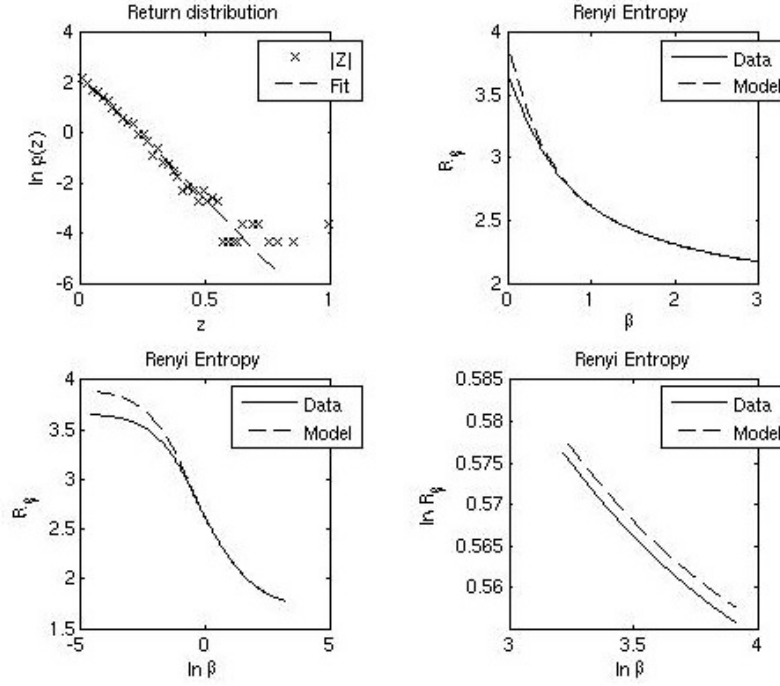 Return distribution
4
2
0
-2
-4
-6
ln φ(z)
0
0.5
1
z
|Z|
Fit
Renyi Entropy
4
3.5
3
2.5
2
0
1
2
3
β
Data
Model
Renyi Entropy
4
3.5
3
2.5
2
1.5
-5
0
5
ln β
Data
Model
Renyi Entropy
0.585
0.58
0.575
0.57
0.565
0.56
3
3.5
4
ln β
Data
Model